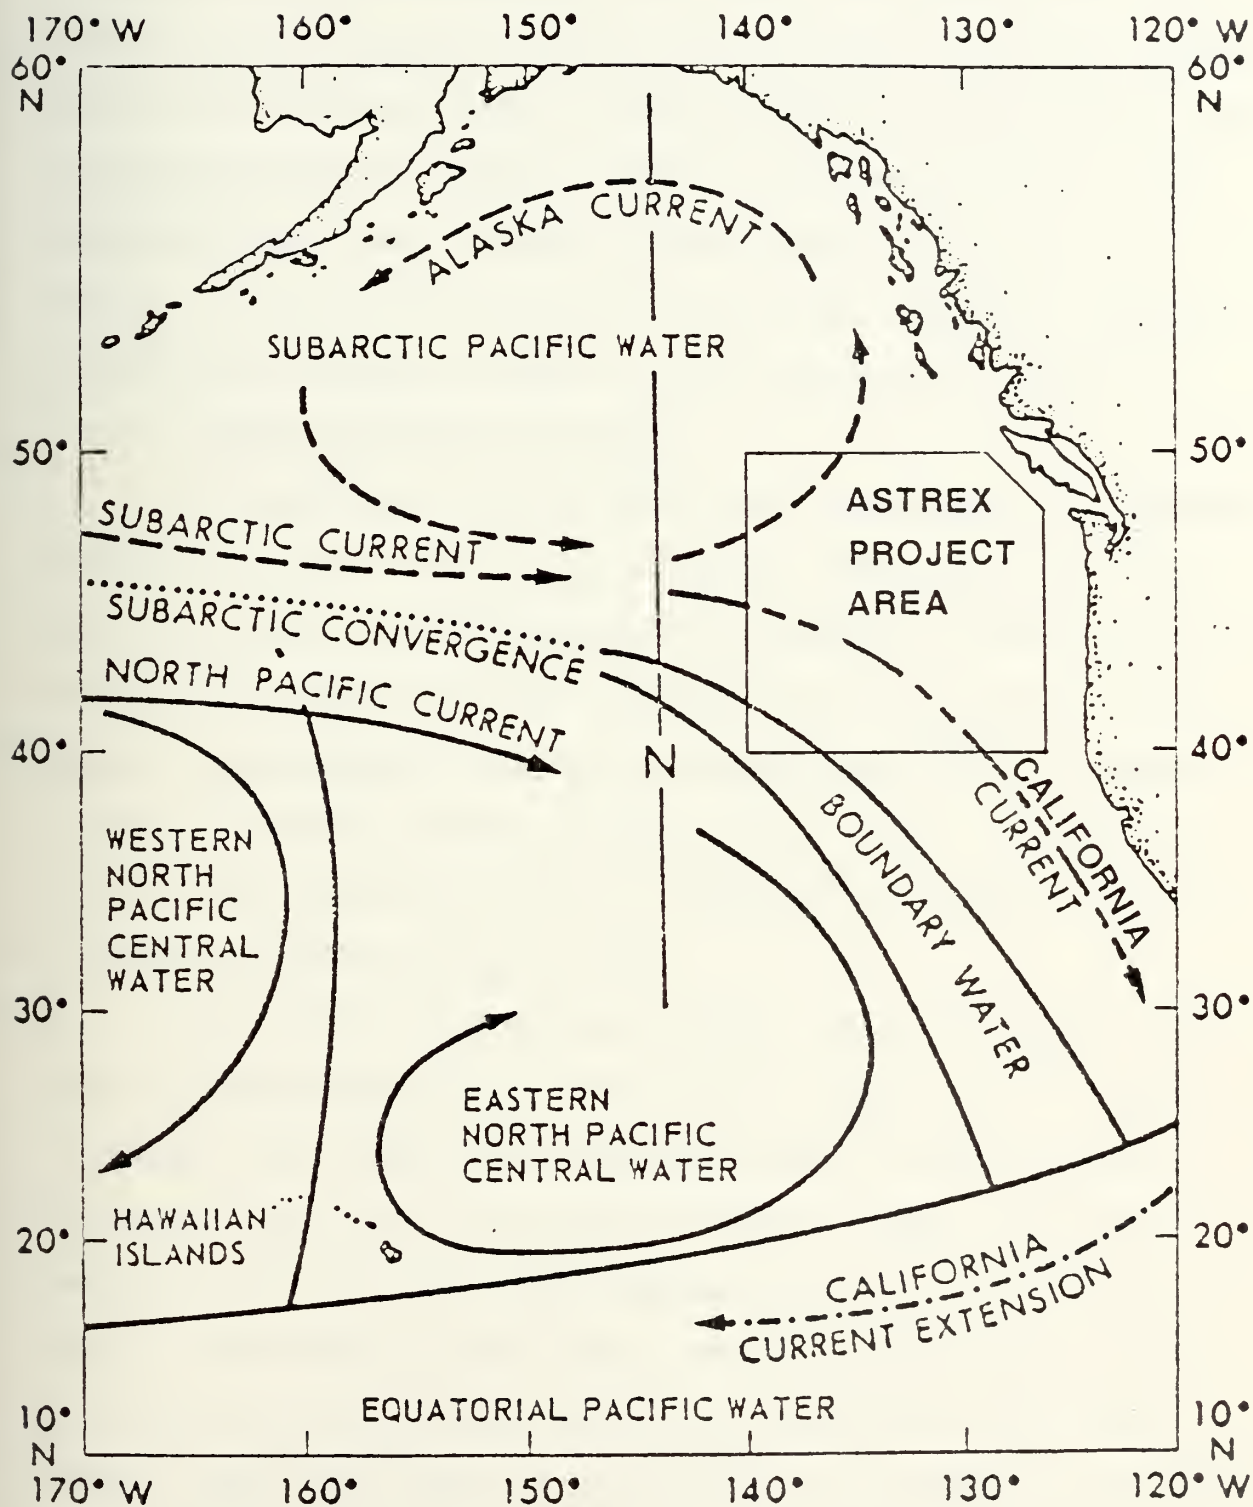 170° W 160° 150° 140° 130° 120° W
60° 60°
N N
ALASKA CURRENT
SUBARCTIC PACIFIC WATER
50° 50°
ASTREX
PROJECT
AREA
SUBARCTIC CURRENT
SUBARCTIC CONVERGENCE
NORTH PACIFIC CURRENT
40° 40°
N
CALIFORNIA
CURRENT
BOUNDARY WATER
WESTERN
NORTH
PACIFIC
CENTRAL
WATER
30° 30°
EASTERN
NORTH PACIFIC
CENTRAL WATER
HAWAIIAN
ISLANDS
20° 20°
CALIFORNIA
CURRENT EXTENSION
EQUATORIAL PACIFIC WATER
10° 10°
N N
170° W 160° 150° 140° 130° 120° W